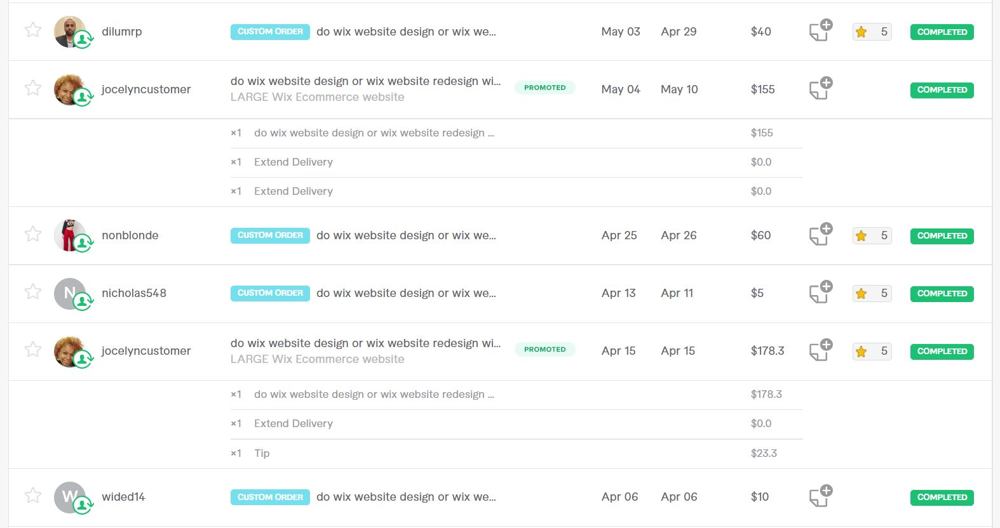 dilumrp CUSTOM ORDER do wix website design or wix we... May 03 Apr 29 $40 5 COMPLETED
jocelyncustomer do wix website design or wix website redesign wi... PROMOTED May 04 May 10 $155 COMPLETED
LARGE Wix Ecommerce website
×1 do wix website design or wix website redesign ... $155
×1 Extend Delivery $0.0
×1 Extend Delivery $0.0
nonblonde CUSTOM ORDER do wix website design or wix we... Apr 25 Apr 26 $60 5 COMPLETED
N nicholas548 CUSTOM ORDER do wix website design or wix we... Apr 13 Apr 11 $5 5 COMPLETED
jocelyncustomer do wix website design or wix website redesign wi... PROMOTED Apr 15 Apr 15 $178.3 5 COMPLETED
LARGE Wix Ecommerce website
×1 do wix website design or wix website redesign ... $178.3
×1 Extend Delivery $0.0
×1 Tip $23.3
W wided14 CUSTOM ORDER do wix website design or wix we... Apr 06 Apr 06 $10 COMPLETED